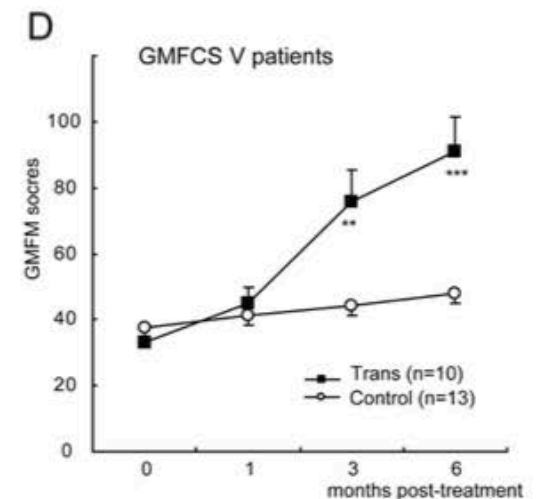 D
GMFCS V patients
GMFM socres
100
80
60
40
20
0
**
***
Trans (n=10)
Control (n=13)
0 1 3 6
months post-treatment